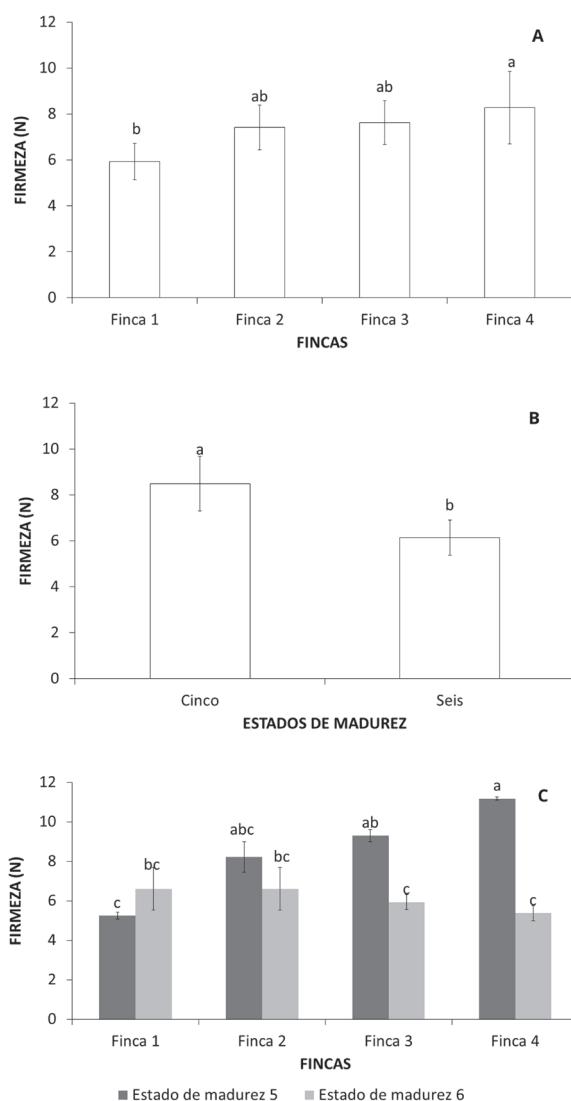 A
FIRMEZA (N)
12
10
8
6
4
2
0
b
ab
ab
a
Finca 1 Finca 2 Finca 3 Finca 4
FINCAS
B
FIRMEZA (N)
12
10
8
6
4
2
0
a
b
Cinco Seis
ESTADOS DE MADUREZ
C
FIRMEZA (N)
12
10
8
6
4
2
0
c
bc
abc
bc
ab
c
a
c
Finca 1 Finca 2 Finca 3 Finca 4
FINCAS
Estado de madurez 5 Estado de madurez 6